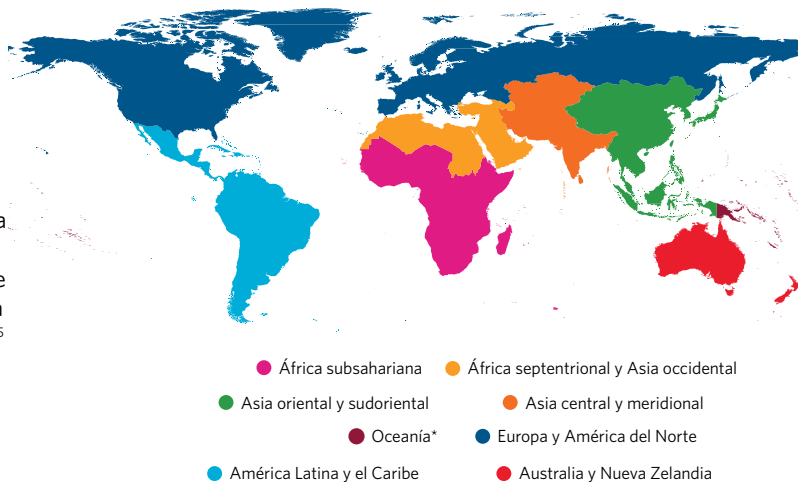 a
e
a
5
África subsahariana África septentrional y Asia occidental
Asia oriental y sudoriental Asia central y meridional
Oceanía* Europa y América del Norte
América Latina y el Caribe Australia y Nueva Zelandia